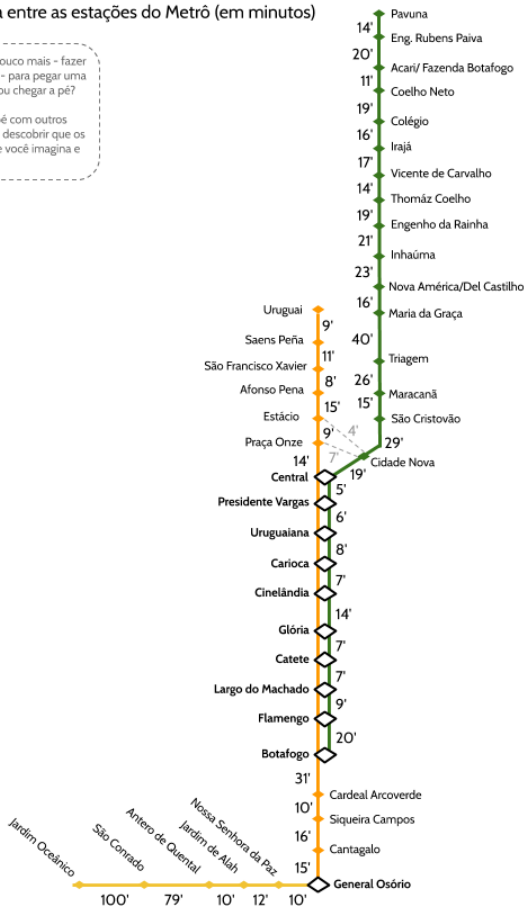 a entre as estações do Metrô (em minutos)
ouco mais - fazer
- para pegar uma
ou chegar a pé?
é com outros
descobrir que os
e você imagina e
Pavuna
14'
Eng. Rubens Paiva
20'
Acari/ Fazenda Botafogo
11'
Coelho Neto
19'
Colégio
16'
Irajá
17'
Vicente de Carvalho
14'
Thomáz Coelho
19'
Engenho da Rainha
21'
Inhaúma
23'
Nova América/Del Castilho
16'
Maria da Graça
40'
Triagem
26'
Maracanã
15'
São Cristovão
29'
Cidade Nova
19'
Uruguai
9'
Saens Peña
11'
São Francisco Xavier
8'
Afonso Pena
15'
Estácio
4'
9'
Praça Onze
7'
14'
Central
5'
Presidente Vargas
6'
Uruguaiana
8'
Carioca
7'
Cinelândia
14'
Glória
7'
Catete
7'
Largo do Machado
9'
Flamengo
20'
Botafogo
31'
Cardeal Arcoverde
10'
Siqueira Campos
16'
Cantagalo
15'
General Osório
Jardim Oceânico
São Conrado
Antero de Quental
Jardim de Alah
Nossa Senhora da Paz
100'
79'
10'
12'
10'